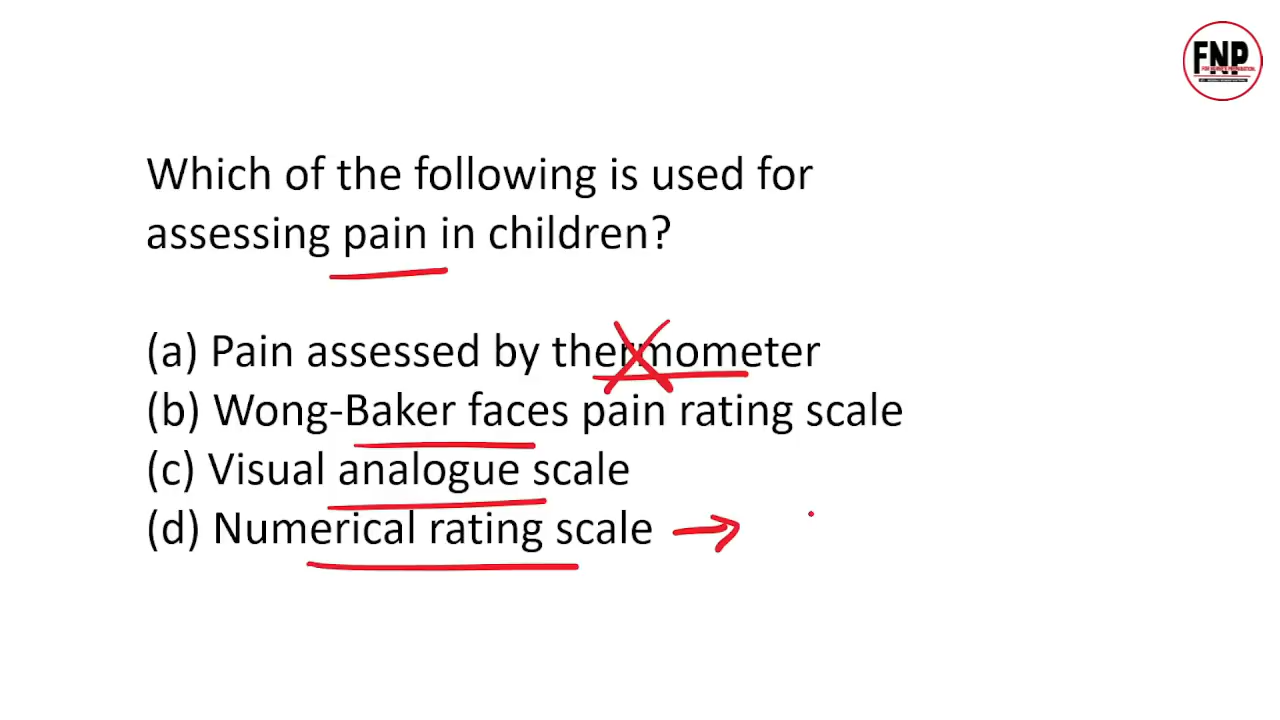 FNP
Which of the following is used for
assessing pain in children?
(a) Pain assessed by thermometer
(b) Wong-Baker faces pain rating scale
(c) Visual analogue scale
(d) Numerical rating scale